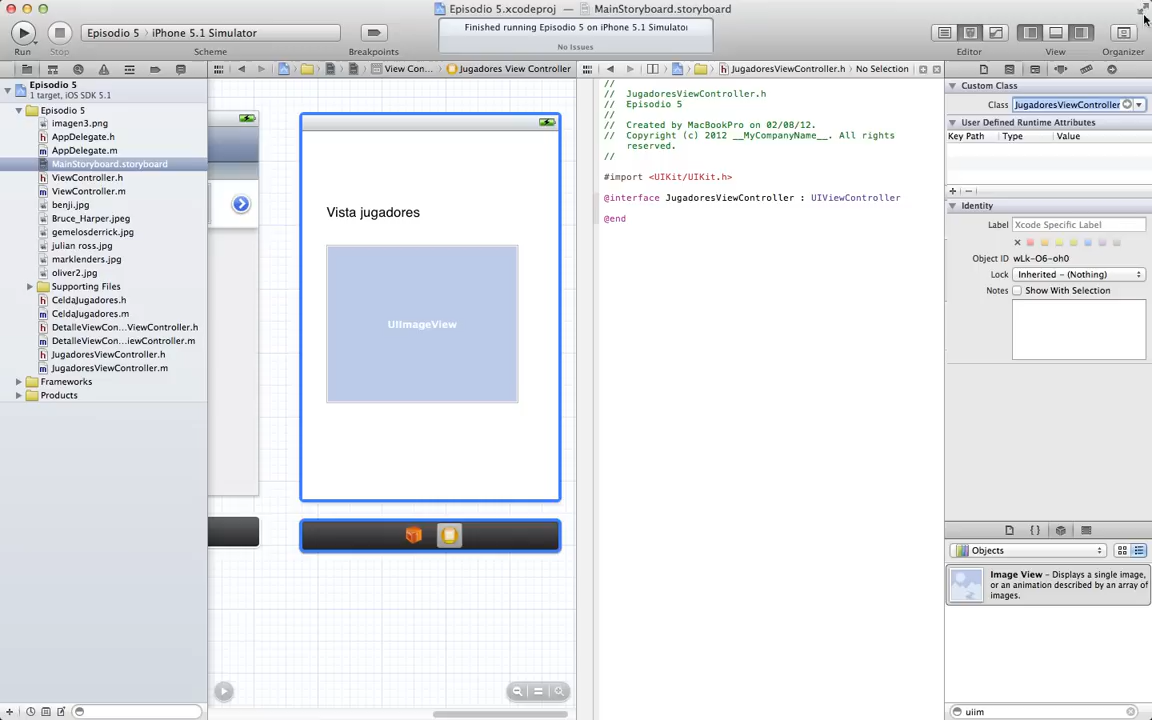 Episodio 5.xcodeproj — MainStoryboard.storyboard
Run
Stop
Episodio 5 〉 iPhone 5.1 Simulator
Scheme
Breakpoints
Finished running Episodio 5 on iPhone 5.1 Simulator
No Issues
Editor
View
Organizer
View Con...
Jugadores View Controller
JugadoresViewController.h
No Selection
Episodio 5
1 target, iOS SDK 5.1
Episodio 5
imagen3.png
AppDelegate.h
AppDelegate.m
MainStoryboard.storyboard
ViewController.h
ViewController.m
benji.jpg
Bruce_Harper.jpeg
gemelosderrick.jpg
julian ross.jpg
marklenders.jpg
oliver2.jpg
Supporting Files
CeldaJugadores.h
CeldaJugadores.m
DetalleViewCon...ViewController.h
DetalleViewCon...iewController.m
JugadoresViewController.h
JugadoresViewController.m
Frameworks
Products
Vista jugadores
UIImageView
//
// JugadoresViewController.h
// Episodio 5
//
// Created by MacBookPro on 02/08/12.
// Copyright (c) 2012 __MyCompanyName__. All rights
reserved.
//
#import <UIKit/UIKit.h>
@interface JugadoresViewController : UIViewController
@end
Custom Class
Class JugadoresViewController
User Defined Runtime Attributes
Key Path Type Value
Identity
Label Xcode Specific Label
Object ID wLk-O6-oh0
Lock Inherited - (Nothing)
Notes Show With Selection
Objects
Image View - Displays a single image,
or an animation described by an array of
images.
uiim